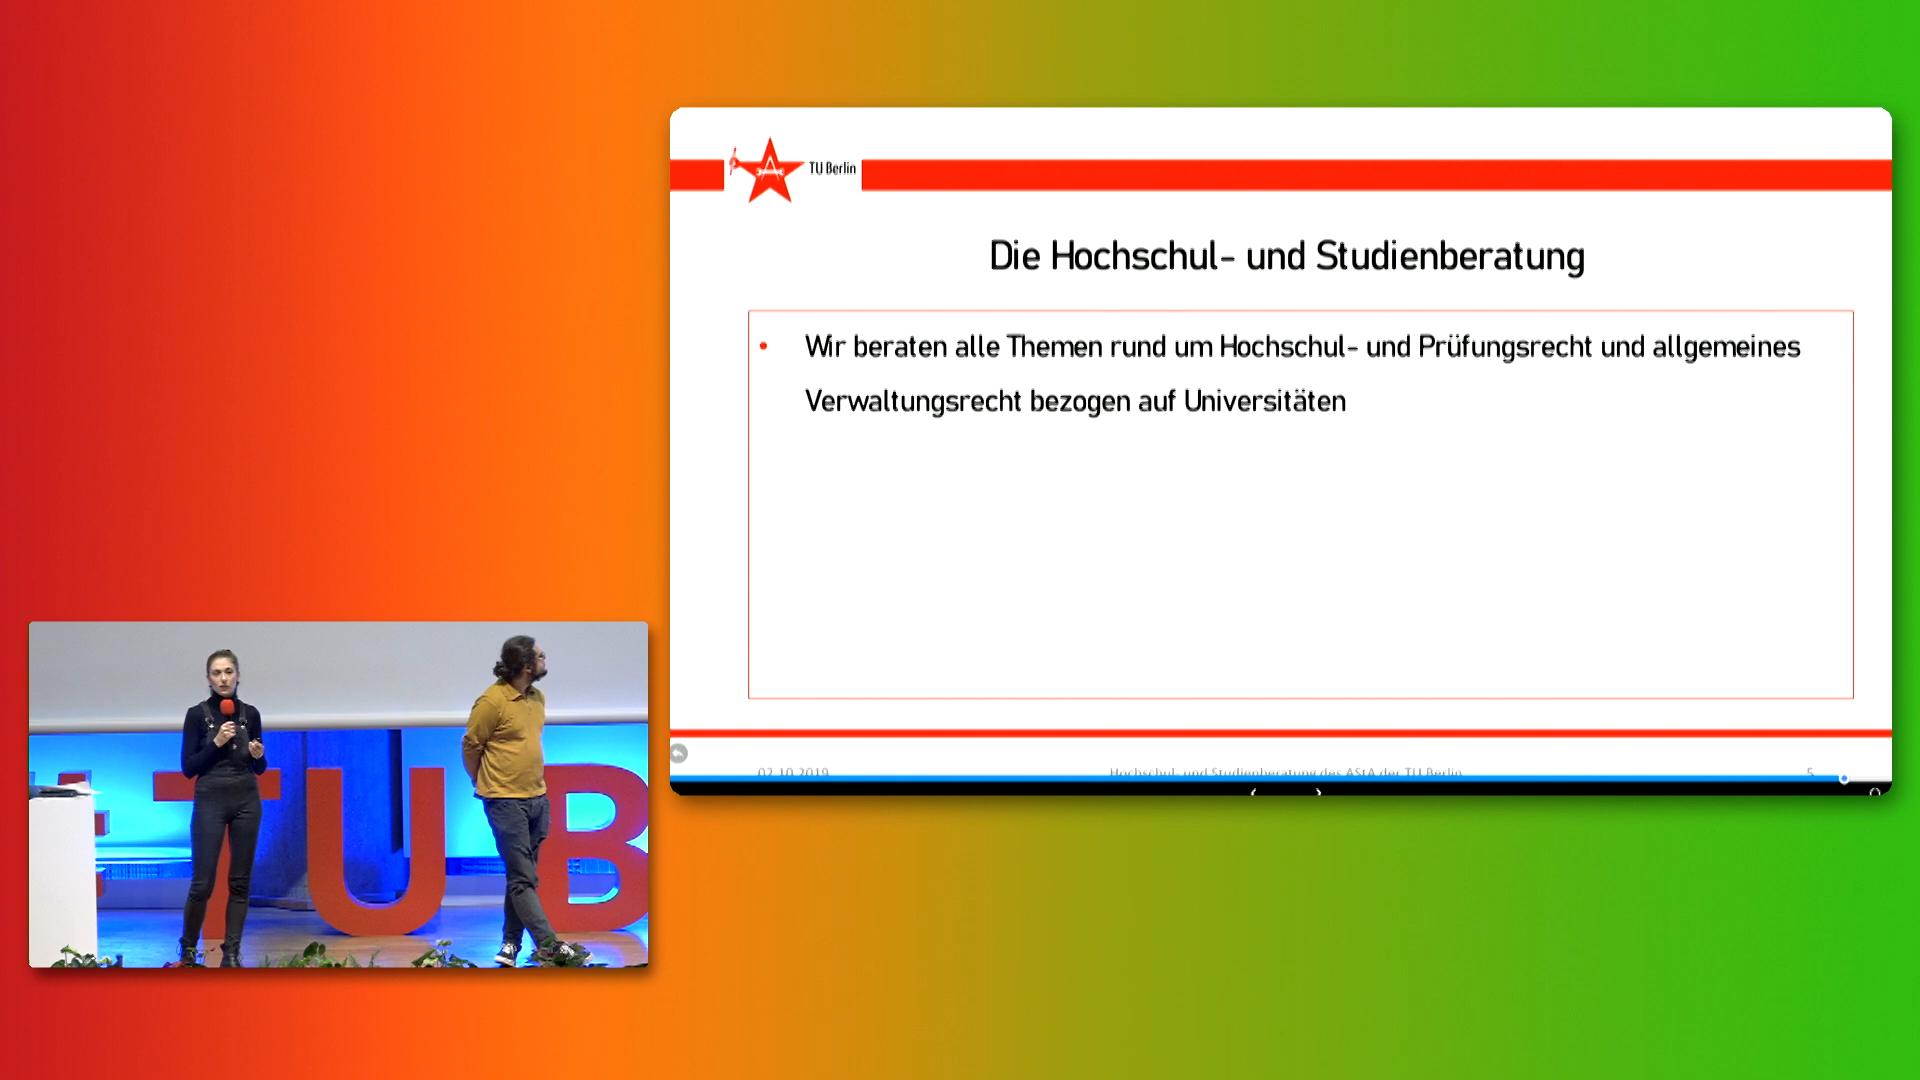 TU Berlin
Die Hochschul- und Studienberatung
• Wir beraten alle Themen rund um Hochschul- und Prüfungsrecht und allgemeines
Verwaltungsrecht bezogen auf Universitäten
02.10.2019 Hochschul- und Studienberatung des AStA der TU Berlin 5
TUB